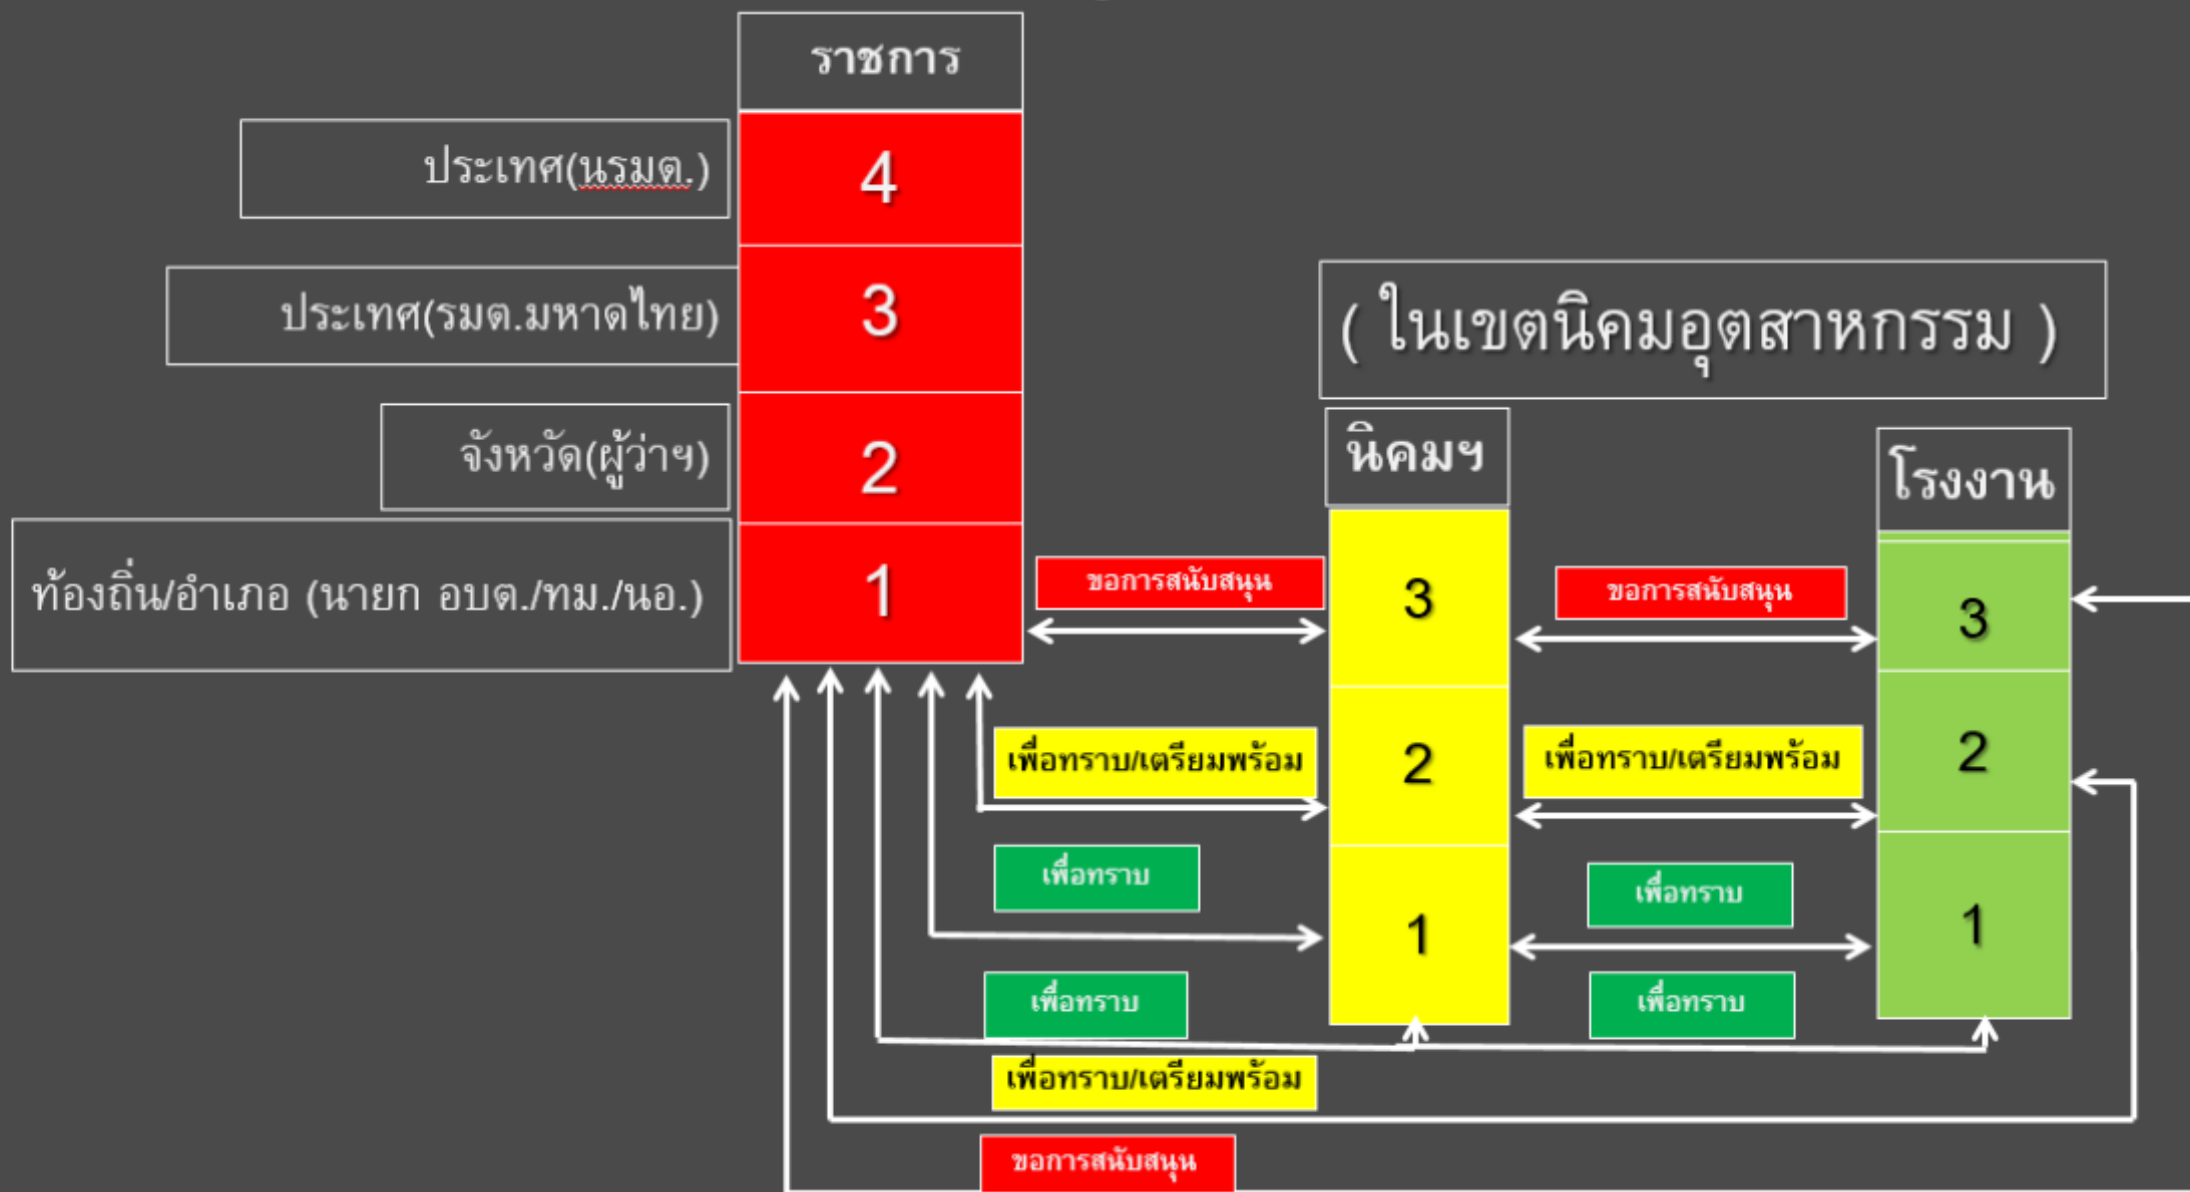 ราชการ
ประเทศ(นรมต.)
4
ประเทศ(รมต.มหาดไทย)
3
( ในเขตนิคมอุตสาหกรรม )
จังหวัด(ผู้ว่าฯ)
2
นิคมฯ
โรงงาน
ท้องถิ่น/อำเภอ (นายก อบต./ทม./นอ.)
1
ขอการสนับสนุน
3
ขอการสนับสนุน
3
เพื่อทราบ/เตรียมพร้อม
2
เพื่อทราบ/เตรียมพร้อม
2
เพื่อทราบ
1
เพื่อทราบ
1
เพื่อทราบ
เพื่อทราบ
เพื่อทราบ/เตรียมพร้อม
ขอการสนับสนุน